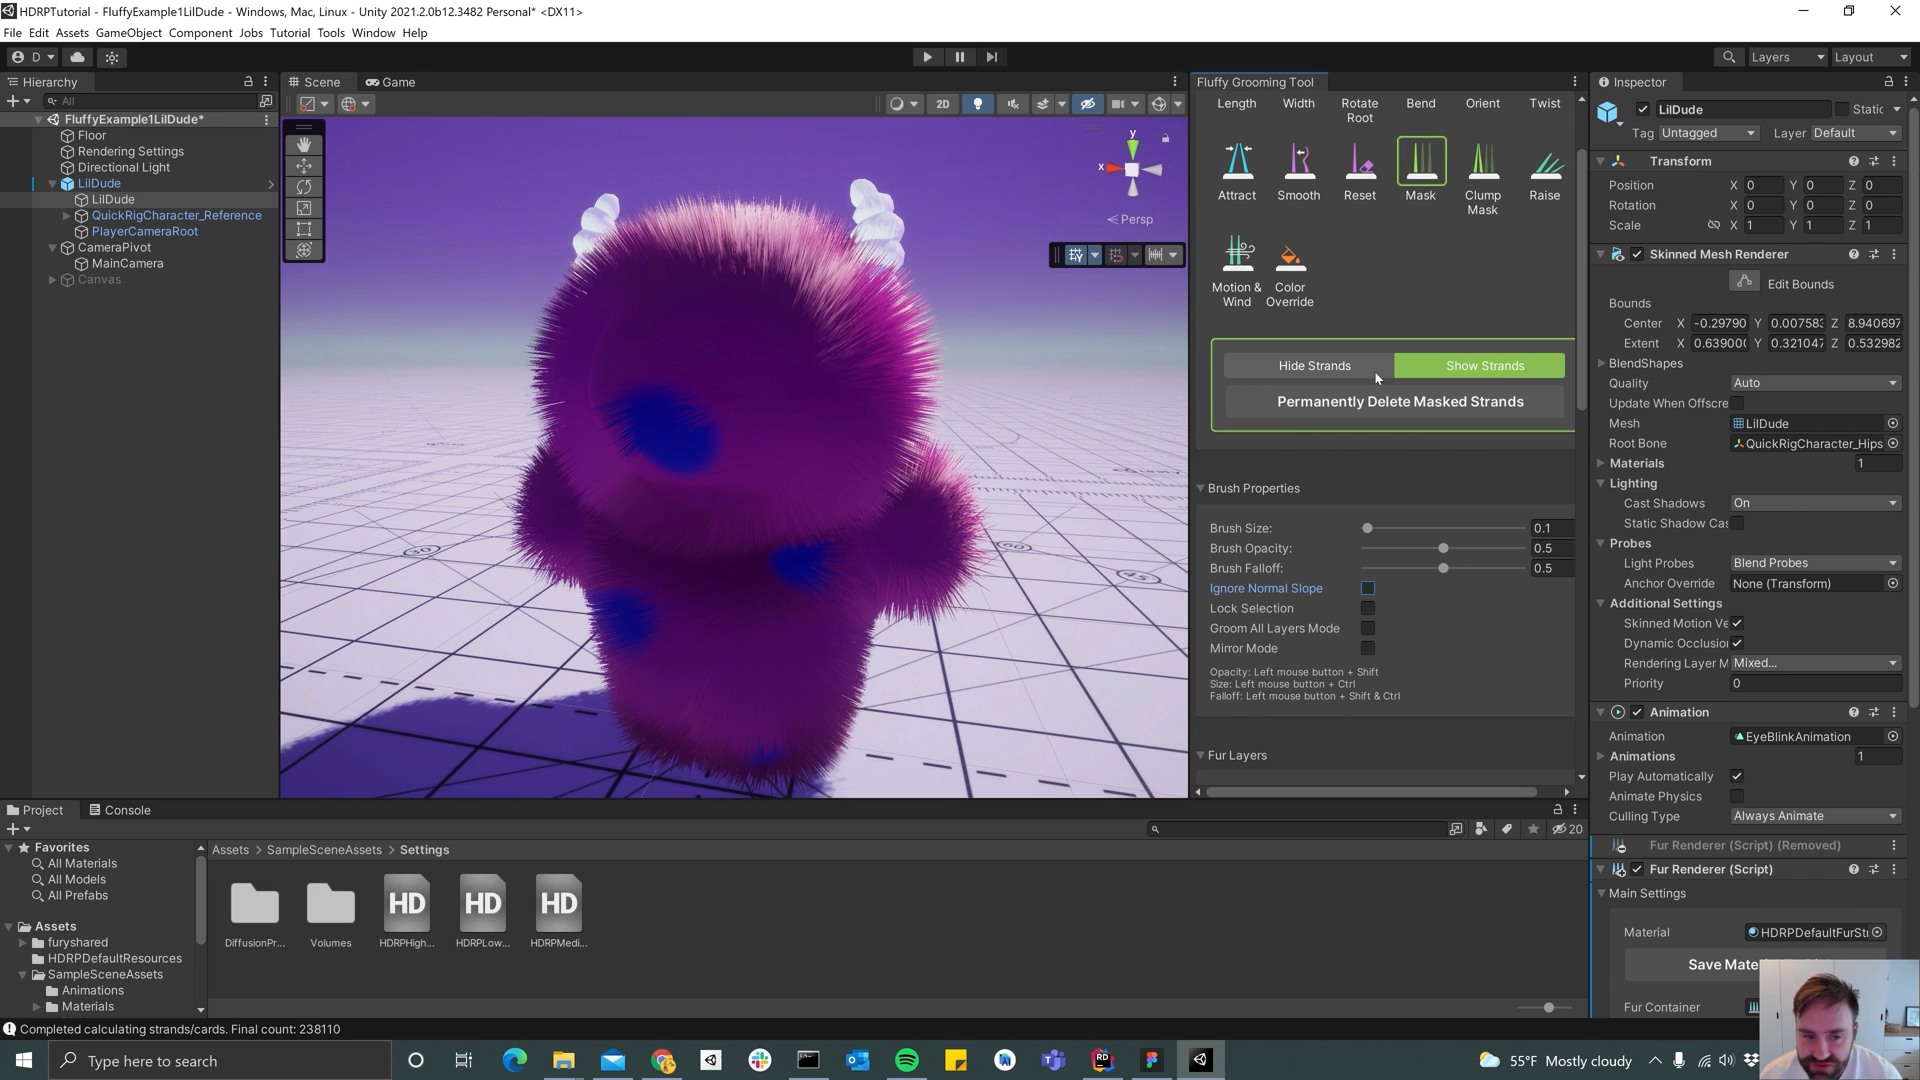 HDRPTutorial - FluffyExample1LilDude - Windows, Mac, Linux - Unity 2021.2.0b12.3482 Personal* <DX11>
File Edit Assets GameObject Component Jobs Tutorial Tools Window Help
D
Layers
Layout
Hierarchy
All
FluffyExample1LilDude*
Floor
Rendering Settings
Directional Light
LilDude
LilDude
QuickRigCharacter_Reference
PlayerCameraRoot
CameraPivot
MainCamera
Canvas
Scene
Game
2D
y
x
Persp
30
60
45
Fluffy Grooming Tool
Length
Width
Rotate Root
Bend
Orient
Twist
Attract
Smooth
Reset
Mask
Clump Mask
Raise
Motion & Wind
Color Override
Hide Strands
Show Strands
Permanently Delete Masked Strands
Brush Properties
Brush Size: 0.1
Brush Opacity: 0.5
Brush Falloff: 0.5
Ignore Normal Slope
Lock Selection
Groom All Layers Mode
Mirror Mode
Opacity: Left mouse button + Shift
Size: Left mouse button + Ctrl
Falloff: Left mouse button + Shift & Ctrl
Fur Layers
Inspector
LilDude Static
Tag Untagged Layer Default
Transform
Position X 0 Y 0 Z 0
Rotation X 0 Y 0 Z 0
Scale X 1 Y 1 Z 1
Skinned Mesh Renderer
Edit Bounds
Bounds
Center X -0.29790 Y 0.00758 Z 8.940697
Extent X 0.63900 Y 0.321047 Z 0.532982
BlendShapes
Quality Auto
Update When Offscre
Mesh LilDude
Root Bone QuickRigCharacter_Hips
Materials 1
Lighting
Cast Shadows On
Static Shadow Cas
Probes
Light Probes Blend Probes
Anchor Override None (Transform)
Additional Settings
Skinned Motion Ve
Dynamic Occlusion
Rendering Layer M Mixed...
Priority 0
Animation
Animation EyeBlinkAnimation
Animations 1
Play Automatically
Animate Physics
Culling Type Always Animate
Fur Renderer (Script) (Removed)
Fur Renderer (Script)
Main Settings
Material HDRPDefaultFurStr
Save Mate
Fur Container
Project
Console
20
Favorites
All Materials
All Models
All Prefabs
Assets
furyshared
HDRPDefaultResources
SampleSceneAssets
Animations
Materials
Assets > SampleSceneAssets > Settings
HD HD HD
DiffusionPr... Volumes HDRPHigh... HDRPLow... HDRPMedi...
Completed calculating strands/cards. Final count: 238110
Type here to search
RD
55°F Mostly cloudy